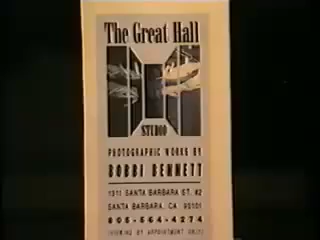 The Great Hall
STUDIO
PHOTOGRAPHIC WORKS BY
BOBBI BENNETT
1311 SANTA BARBARA ST. #2
SANTA BARBARA, CA 93101
805-564-4274
(VIEWING BY APPOINTMENT ONLY)